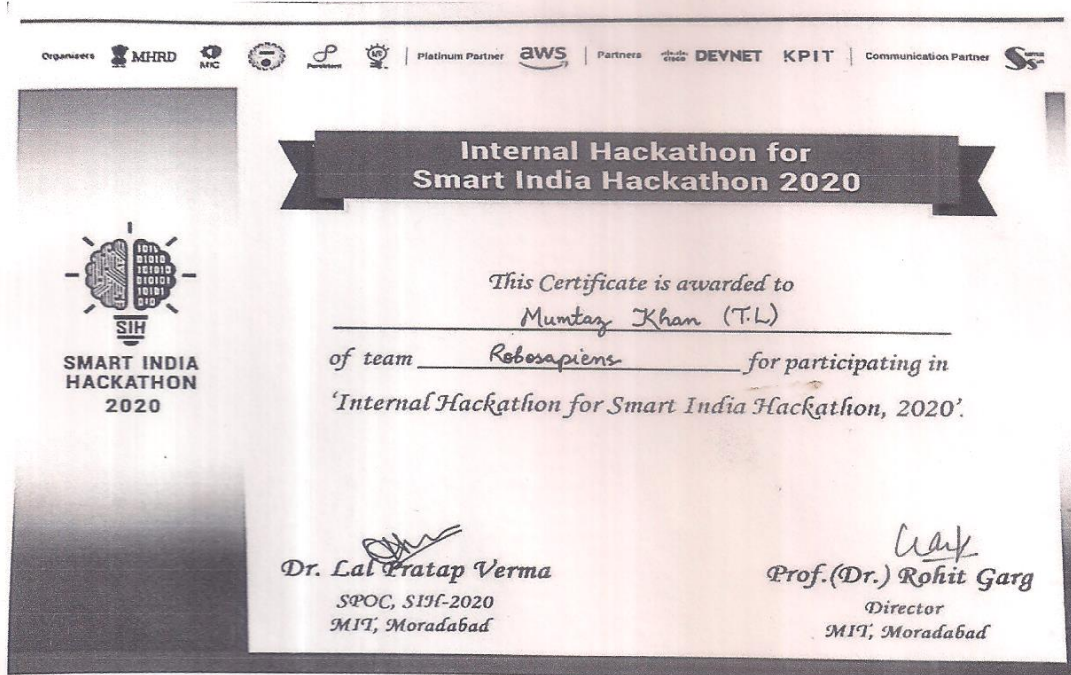 Organisers MHRD MIC Persistent Platinum Partner aws Partners cisco DEVNET KPIT Communication Partner
Internal Hackathon for
Smart India Hackathon 2020
This Certificate is awarded to
Mumtaz Khan (T.L)
of team Robosapiens for participating in
'Internal Hackathon for Smart India Hackathon, 2020'.
SIH
SMART INDIA
HACKATHON
2020
Dr. Lal Pratap Verma
SPOC, SIH-2020
MIT, Moradabad
Prof.(Dr.) Rohit Garg
Director
MIT, Moradabad